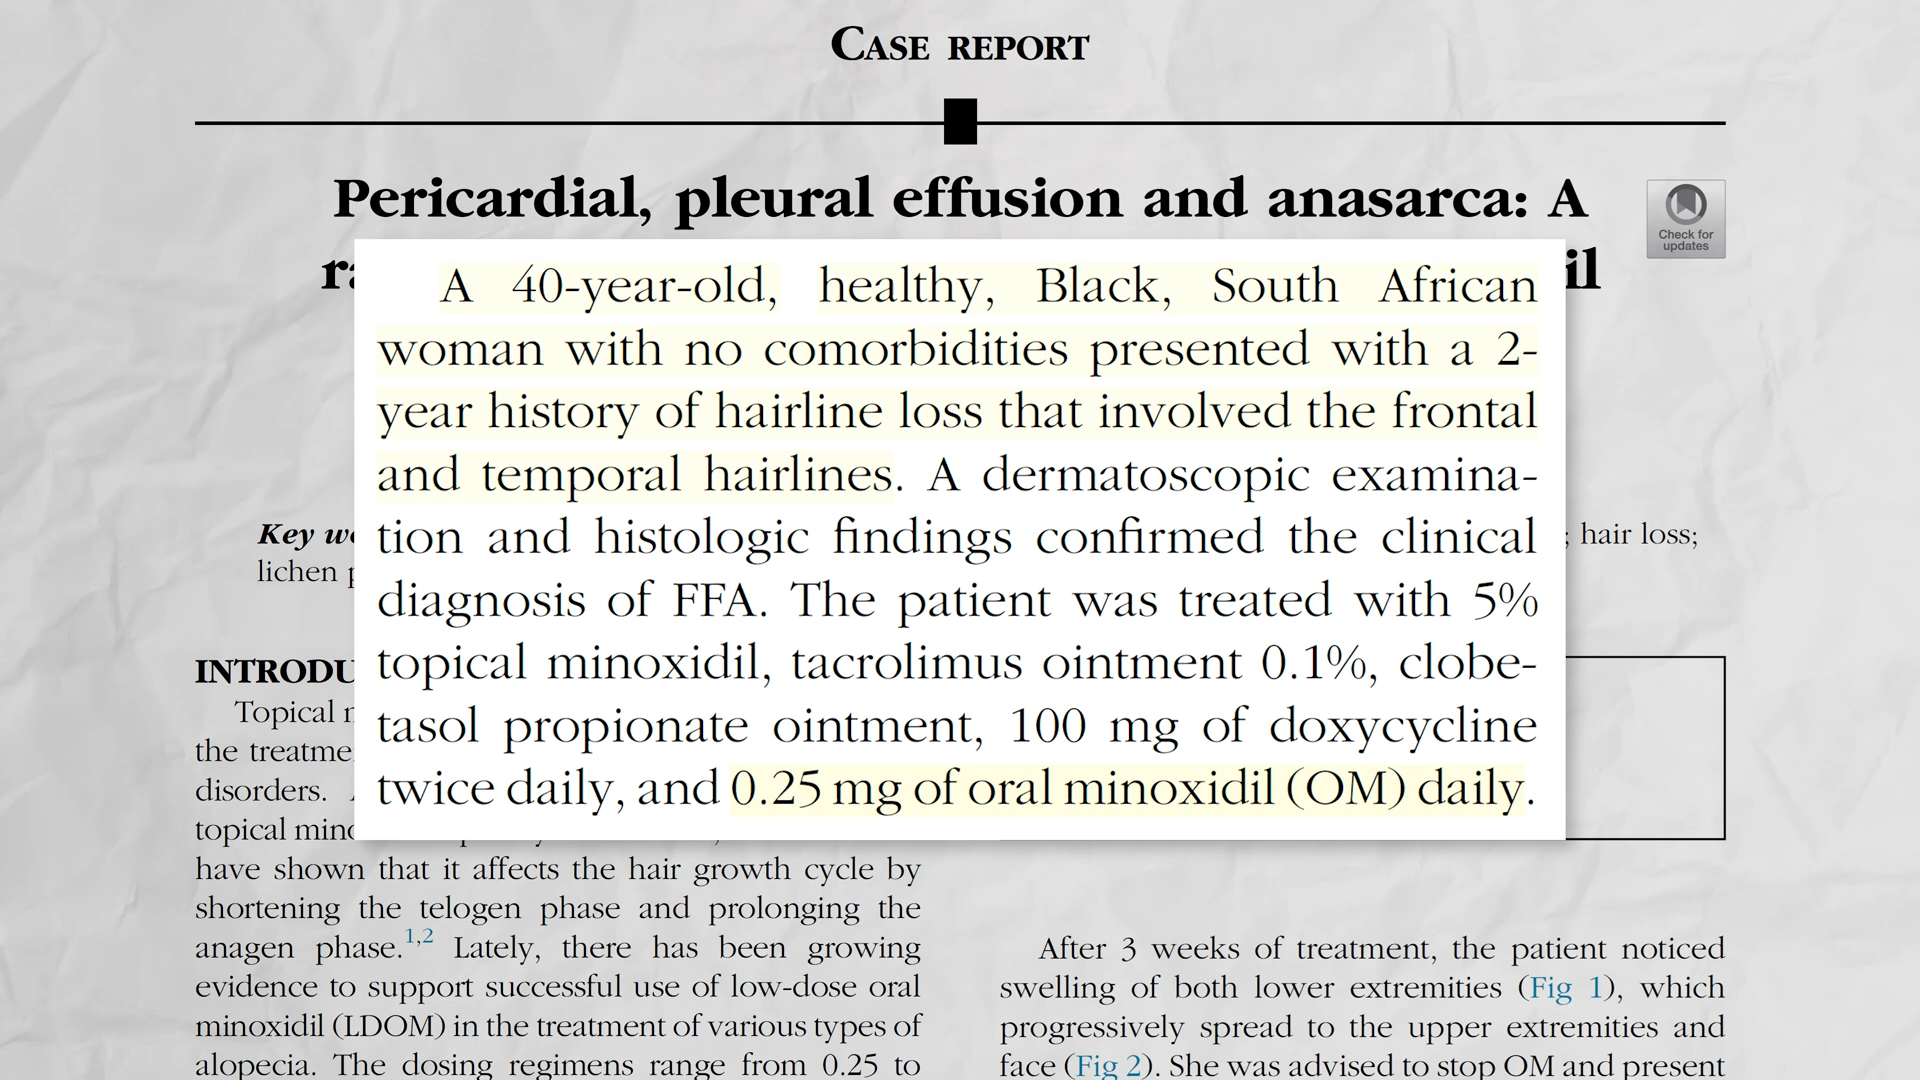 CASE REPORT
Pericardial, pleural effusion and anasarca: A
Check for
updates
A 40-year-old, healthy, Black, South African
woman with no comorbidities presented with a 2-
year history of hairline loss that involved the frontal
and temporal hairlines. A dermatoscopic examina-
tion and histologic findings confirmed the clinical
diagnosis of FFA. The patient was treated with 5%
topical minoxidil, tacrolimus ointment 0.1%, clobe-
tasol propionate ointment, 100 mg of doxycycline
twice daily, and 0.25 mg of oral minoxidil (OM) daily.
Key
; hair loss;
lichen
Topical
the
disorders.
topical
have shown that it affects the hair growth cycle by
shortening the telogen phase and prolonging the
anagen phase.1,2 Lately, there has been growing
evidence to support successful use of low-dose oral
minoxidil (LDOM) in the treatment of various types of
alopecia. The dosing regimens range from 0.25 to
After 3 weeks of treatment, the patient noticed
swelling of both lower extremities (Fig 1), which
progressively spread to the upper extremities and
face (Fig 2). She was advised to stop OM and present